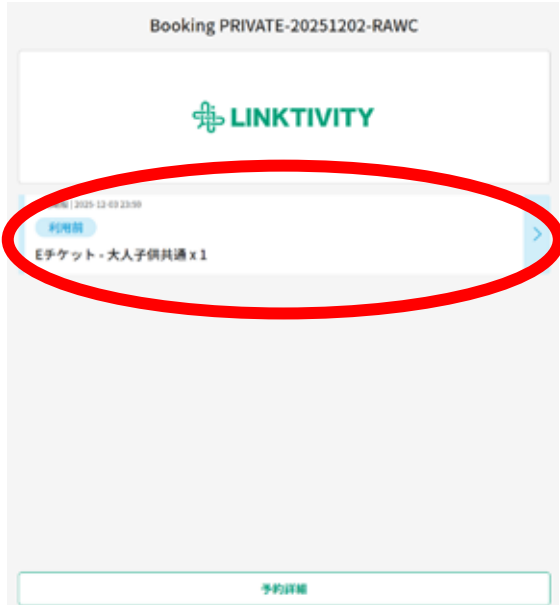 Booking PRIVATE-20251202-RAWC
LINKTIVITY
2025-12-03 23:59
利用前
Eチケット - 大人子供共通 x 1
予約詳細